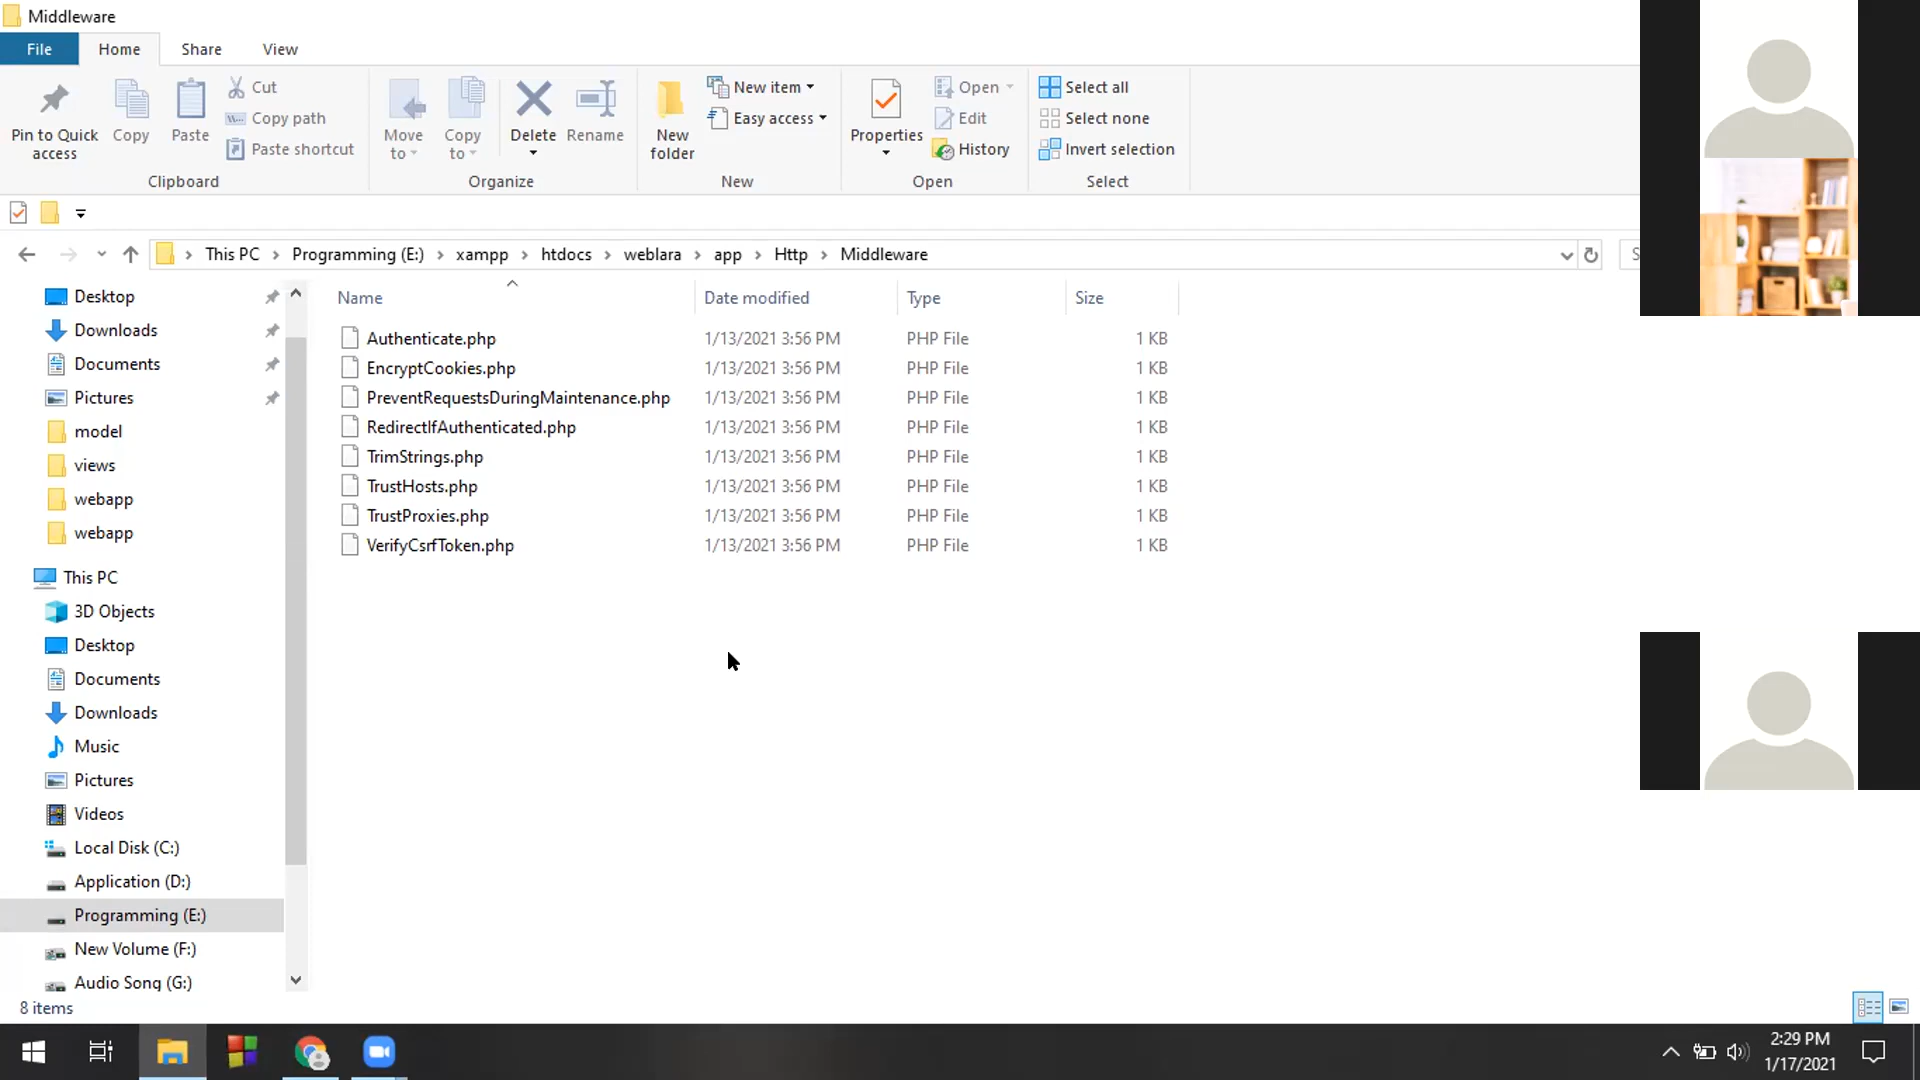 Middleware
File Home Share View
Pin to Quick access
Copy
Paste
Cut
Copy path
Paste shortcut
Clipboard
Move to
Copy to
Delete
Rename
Organize
New folder
New item
Easy access
New
Properties
Open
Edit
History
Open
Select all
Select none
Invert selection
Select
This PC > Programming (E:) > xampp > htdocs > weblara > app > Http > Middleware
S
Desktop
Downloads
Documents
Pictures
model
views
webapp
webapp
This PC
3D Objects
Desktop
Documents
Downloads
Music
Pictures
Videos
Local Disk (C:)
Application (D:)
Programming (E:)
New Volume (F:)
Audio Song (G:)
Name Date modified Type Size
Authenticate.php 1/13/2021 3:56 PM PHP File 1 KB
EncryptCookies.php 1/13/2021 3:56 PM PHP File 1 KB
PreventRequestsDuringMaintenance.php 1/13/2021 3:56 PM PHP File 1 KB
RedirectIfAuthenticated.php 1/13/2021 3:56 PM PHP File 1 KB
TrimStrings.php 1/13/2021 3:56 PM PHP File 1 KB
TrustHosts.php 1/13/2021 3:56 PM PHP File 1 KB
TrustProxies.php 1/13/2021 3:56 PM PHP File 1 KB
VerifyCsrfToken.php 1/13/2021 3:56 PM PHP File 1 KB
8 items
2:29 PM
1/17/2021